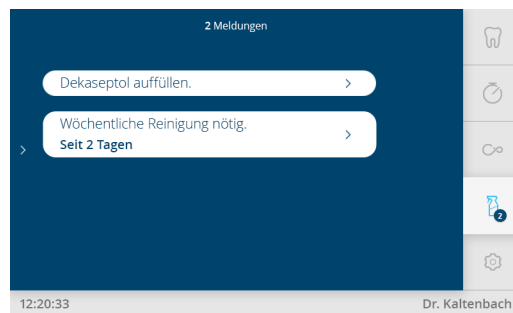 2 Meldungen
Dekaseptol auffüllen.
Wöchentliche Reinigung nötig.
Seit 2 Tagen
2
12:20:33
Dr. Kaltenbach